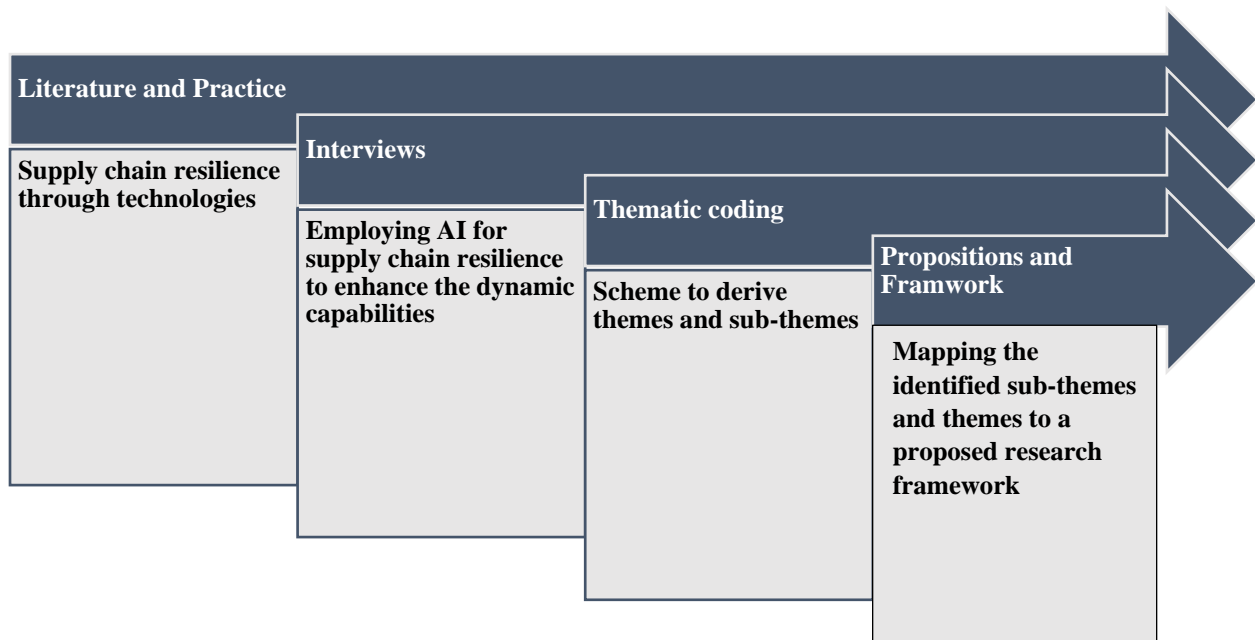 Literature and Practice
Supply chain resilience
through technologies
Interviews
Employing AI for
supply chain resilience
to enhance the dynamic
capabilities
Thematic coding
Scheme to derive
themes and sub-themes
Propositions and
Framwork
Mapping the
identified sub-themes
and themes to a
proposed research
framework